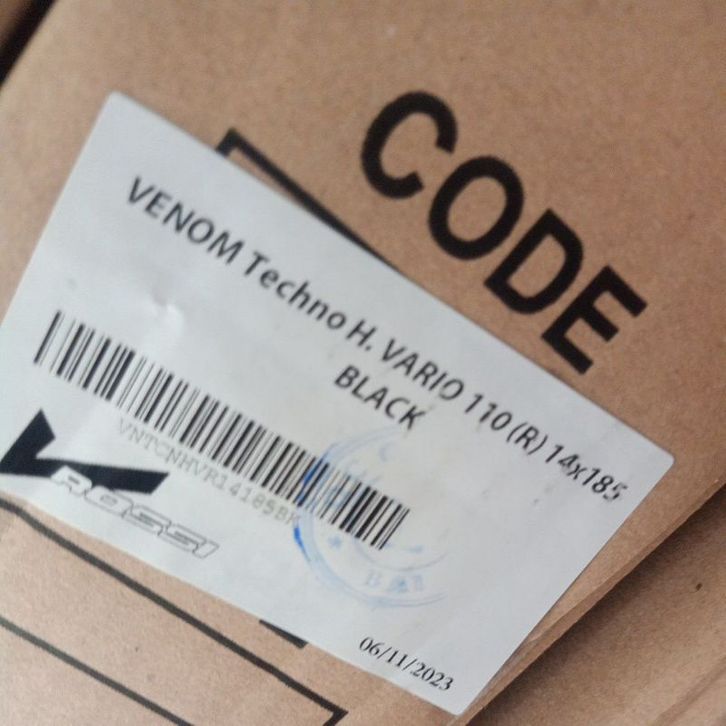 CODE
VENOM Techno H. VARIO 110 (R) 14x185
BLACK
VNTCNHVR14185BK
V ROSSI
06/11/2023